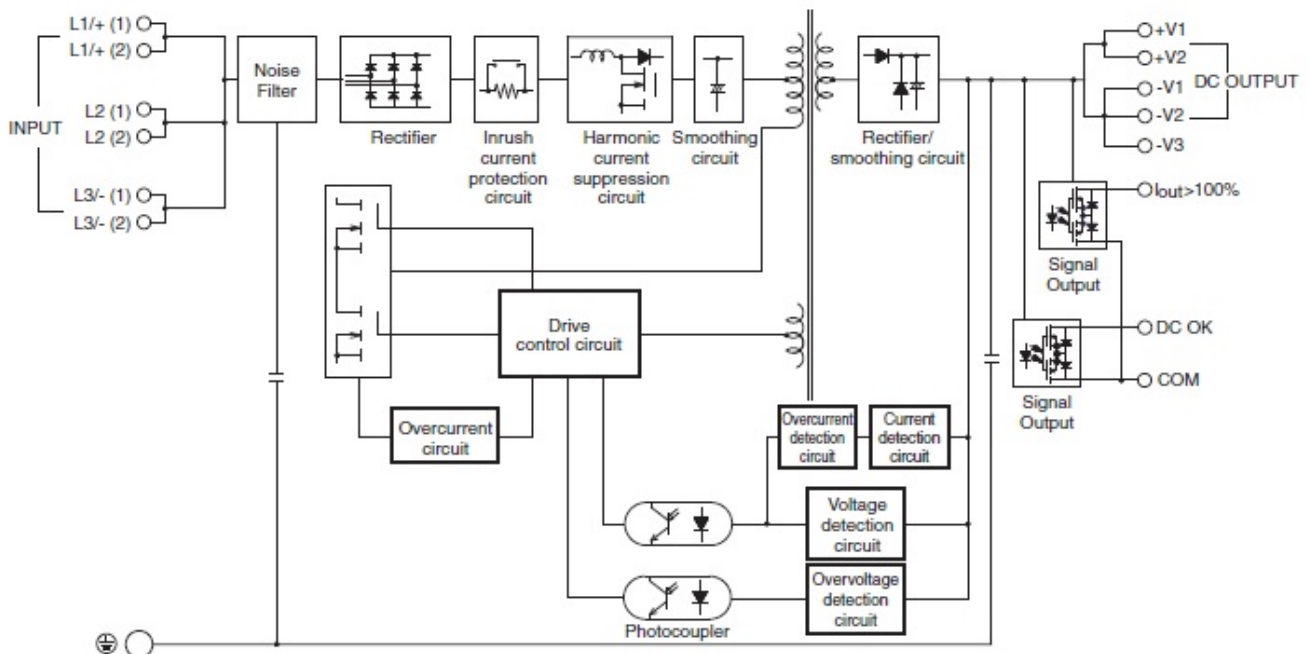 L1/+ (1)
L1/+ (2)
L2 (1)
L2 (2)
INPUT
L3/- (1)
L3/- (2)
Noise
Filter
Rectifier
Inrush
current
protection
circuit
Harmonic
current
suppression
circuit
Smoothing
circuit
Rectifier/
smoothing circuit
+V1
+V2
-V1
-V2
-V3
DC OUTPUT
Iout>100%
Signal
Output
DC OK
COM
Signal
Output
Drive
control circuit
Overcurrent
circuit
Overcurrent
detection
circuit
Current
detection
circuit
Voltage
detection
circuit
Overvoltage
detection
circuit
Photocoupler